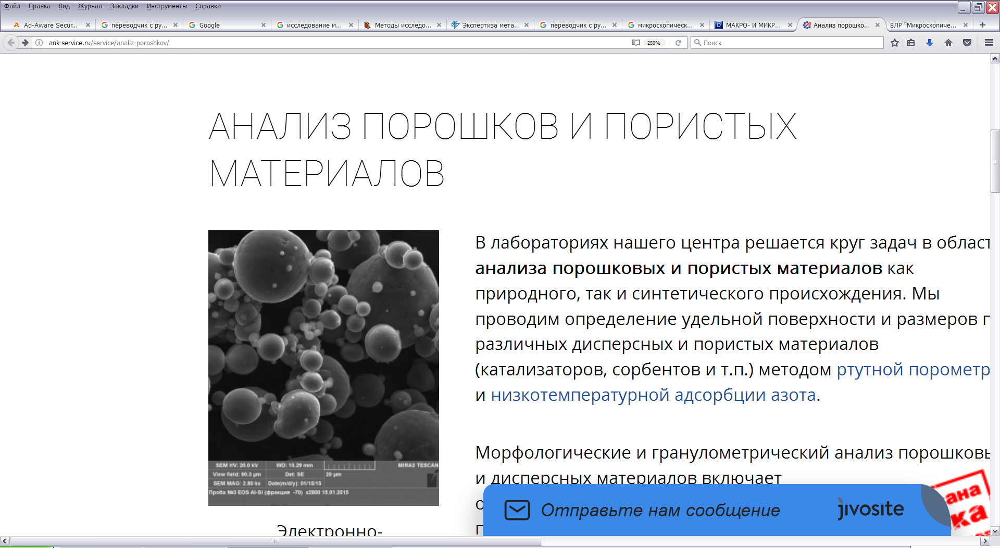 Файл Правка Вид Журнал Закладки Инструменты Справка
Ad-Aware Secur... переводчик с ру... Google исследование м... Методы исследо... Экспертиза мета... переводчик с ру... микроскопическ... МАКРО- И МИКР... Анализ порошко... ВЛР "Микроскопиче...
ank-service.ru/service/analiz-poroshkov/ 250% Поиск
АНАЛИЗ ПОРОШКОВ И ПОРИСТЫХ
МАТЕРИАЛОВ
В лабораториях нашего центра решается круг задач в област
анализа порошковых и пористых материалов как
природного, так и синтетического происхождения. Мы
проводим определение удельной поверхности и размеров п
различных дисперсных и пористых материалов
(катализаторов, сорбентов и т.п.) методом ртутной порометр
и низкотемпературной адсорбции азота.
Морфологические и гранулометрический анализ порошковы
и дисперсных материалов включает
SEM HV: 20.0 kV WD: 15.29 mm MIRA3 TESCAN
View field: 90.3 µm Det: SE 20 µm
SEM MAG: 2.80 kx Date(m/d/y): 01/15/15
Проба №3 EOS Al-Si (фракция -70) x2800 15.01.2015
Электронно-
Отправьте нам сообщение jivosite